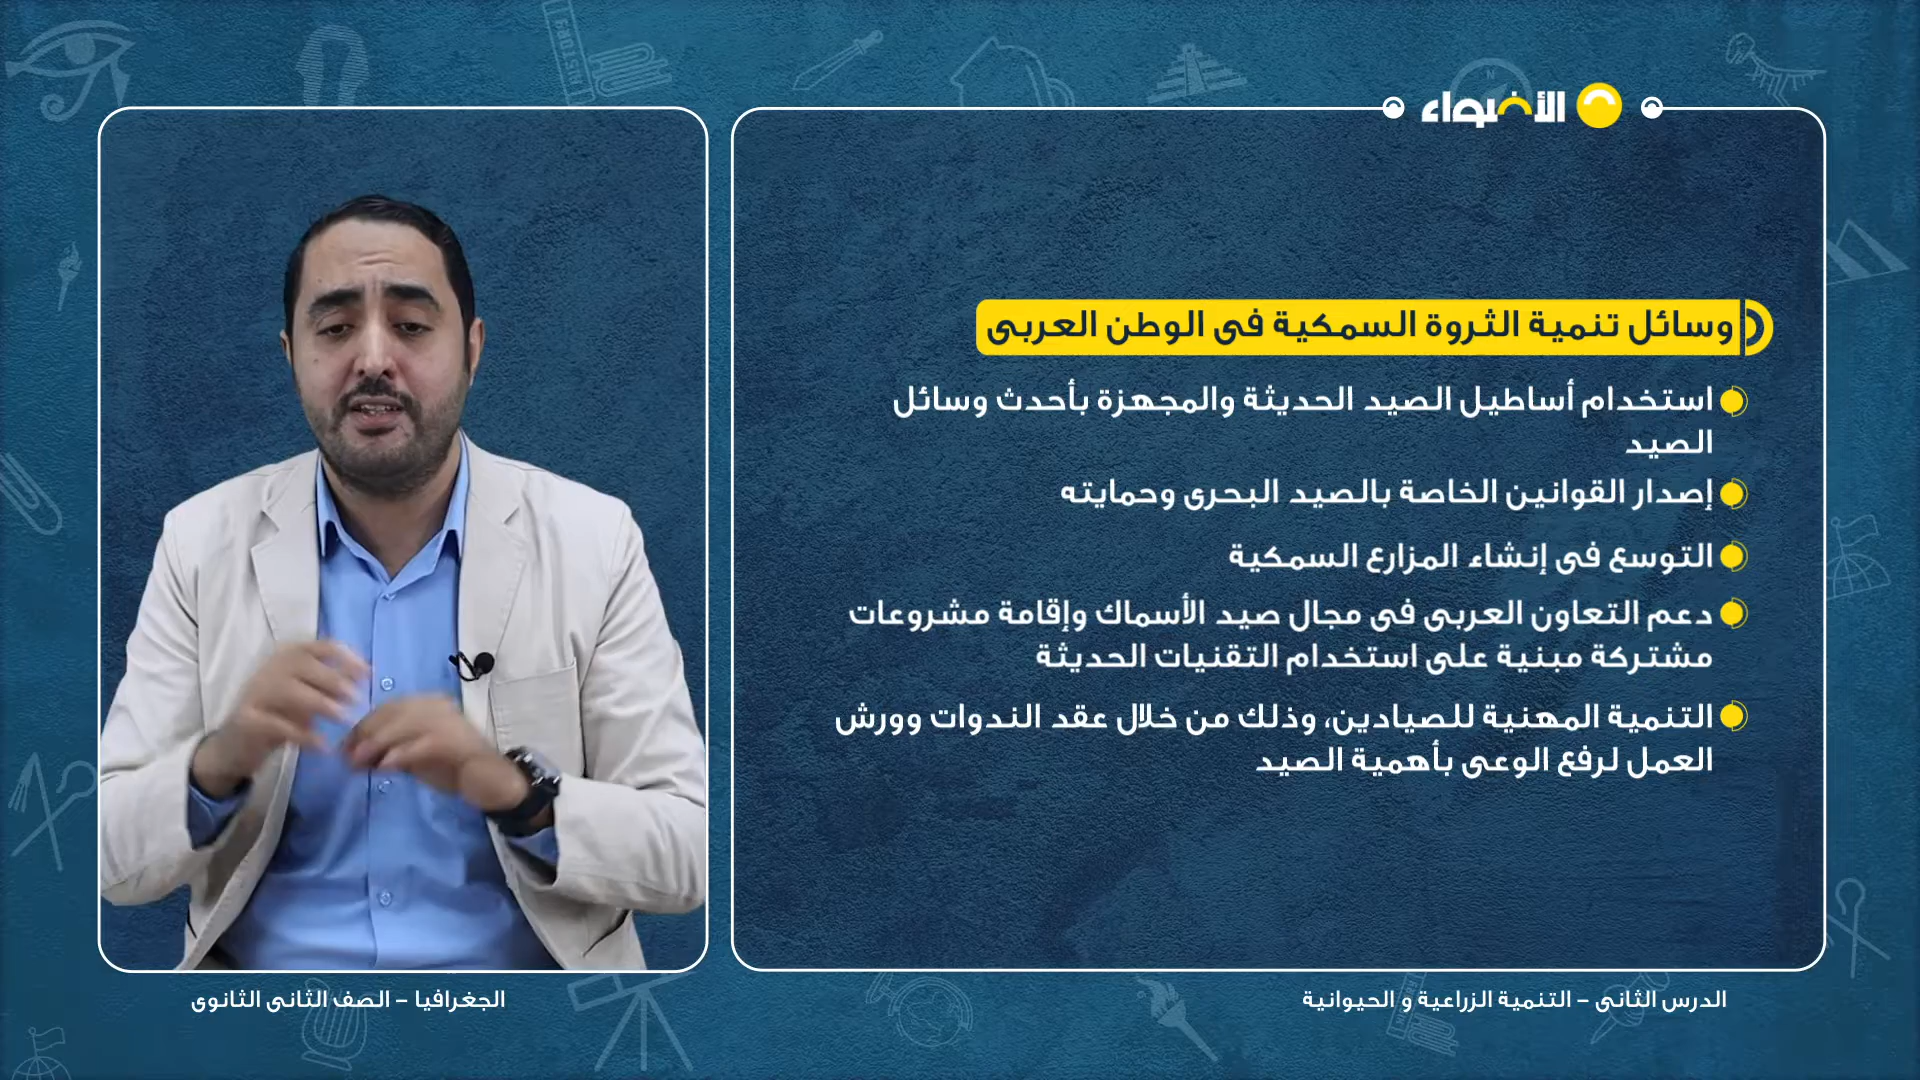 الأضواء
وسائل تنمية الثروة السمكية فى الوطن العربى
استخدام أساطيل الصيد الحديثة والمجهزة بأحدث وسائل
الصيد
إصدار القوانين الخاصة بالصيد البحرى وحمايته
التوسع فى إنشاء المزارع السمكية
دعم التعاون العربى فى مجال صيد الأسماك وإقامة مشروعات
مشتركة مبنية على استخدام التقنيات الحديثة
التنمية المهنية للصيادين، وذلك من خلال عقد الندوات وورش
العمل لرفع الوعى بأهمية الصيد
الدرس الثانى – التنمية الزراعية و الحيوانية
الجغرافيا – الصف الثانى الثانوى
HISTORY
N